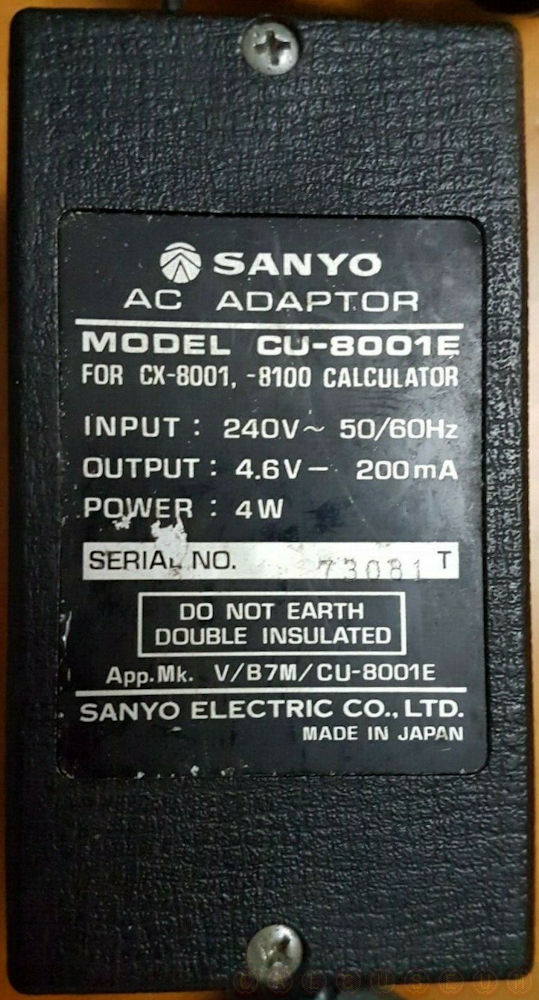 SANYO
AC ADAPTOR
MODEL CU-8001E
FOR CX-8001, -8100 CALCULATOR
INPUT : 240V~ 50/60Hz
OUTPUT : 4.6V— 200mA
POWER : 4W
SERIAL NO. 73081 T
DO NOT EARTH
DOUBLE INSULATED
App.Mk. V/B7M/CU-8001E
SANYO ELECTRIC CO.,LTD.
MADE IN JAPAN